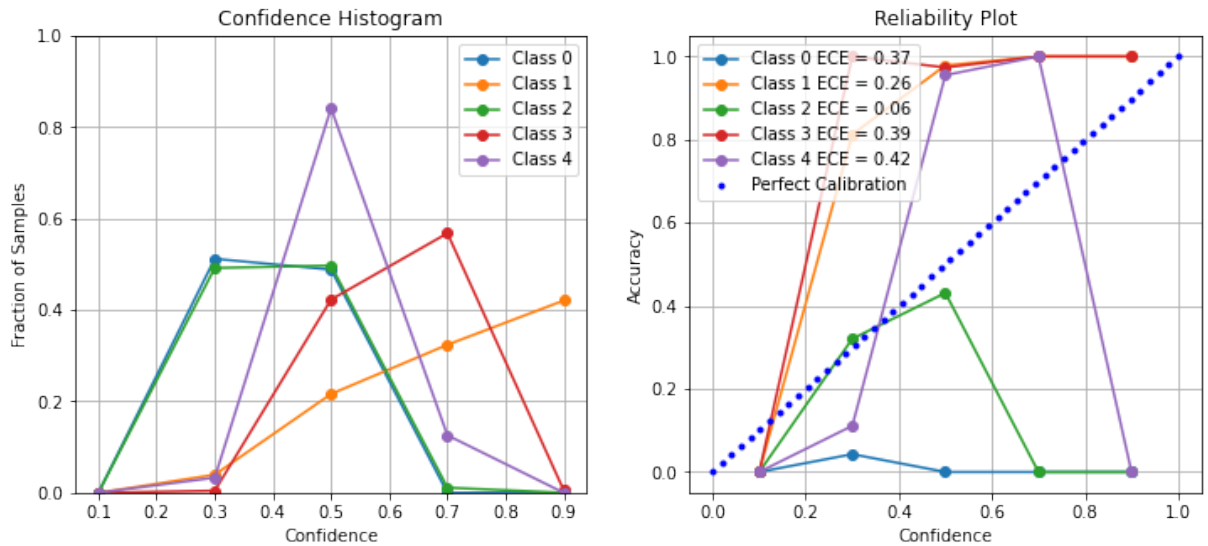 Confidence Histogram
1.0
0.8
0.6
0.4
0.2
0.0
Fraction of Samples
Class 0
Class 1
Class 2
Class 3
Class 4
0.1 0.2 0.3 0.4 0.5 0.6 0.7 0.8 0.9
Confidence
Reliability Plot
1.0
0.8
0.6
0.4
0.2
0.0
Accuracy
Class 0 ECE = 0.37
Class 1 ECE = 0.26
Class 2 ECE = 0.06
Class 3 ECE = 0.39
Class 4 ECE = 0.42
Perfect Calibration
0.0 0.2 0.4 0.6 0.8 1.0
Confidence